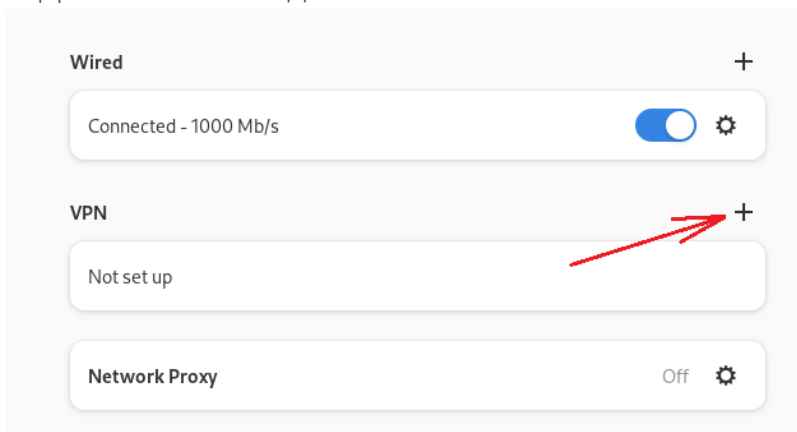 Wired
Connected - 1000 Mb/s
VPN
Not set up
Network Proxy
Off